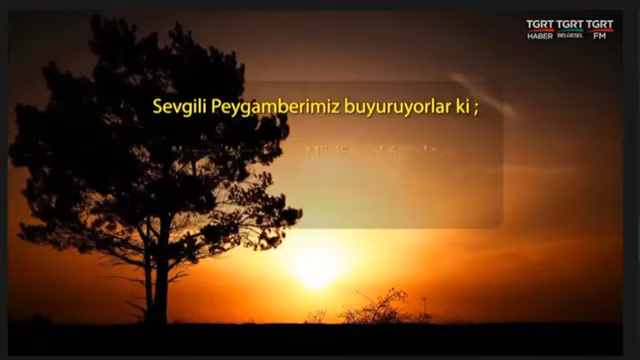 TGRT TGRT TGRT
HABER BELGESEL FM
Sevgili Peygamberimiz buyuruyorlar ki ;